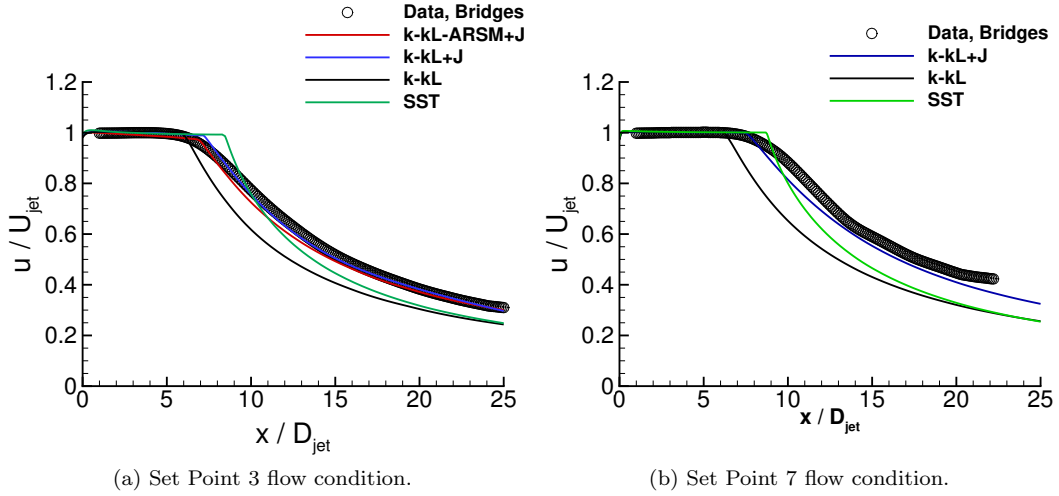 Data, Bridges
k-kL-ARSM+J
k-kL+J
k-kL
SST
u / U_jet
1.2
1
0.8
0.6
0.4
0.2
0
0 5 10 15 20 25
x / D_jet
(a) Set Point 3 flow condition.
Data, Bridges
k-kL+J
k-kL
SST
u / U_jet
1.2
1
0.8
0.6
0.4
0.2
0
0 5 10 15 20 25
x / D_jet
(b) Set Point 7 flow condition.